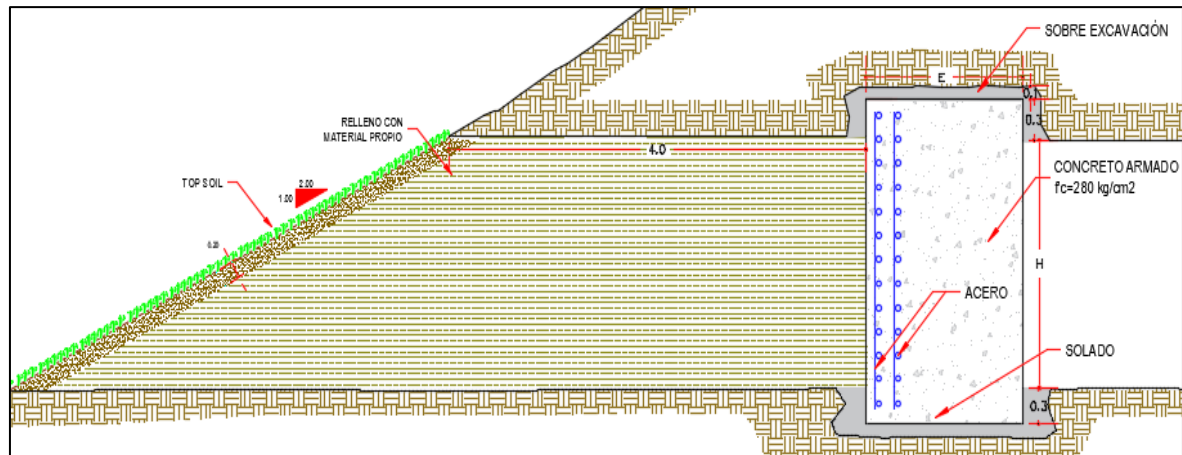 SOBRE EXCAVACIÓN
E
0.1
0.3
RELLENO CON
MATERIAL PROPIO
4.0
CONCRETO ARMADO
f'c=280 kg/cm2
TOP SOIL
2.00
1.00
0.20
H
ACERO
SOLADO
0.3